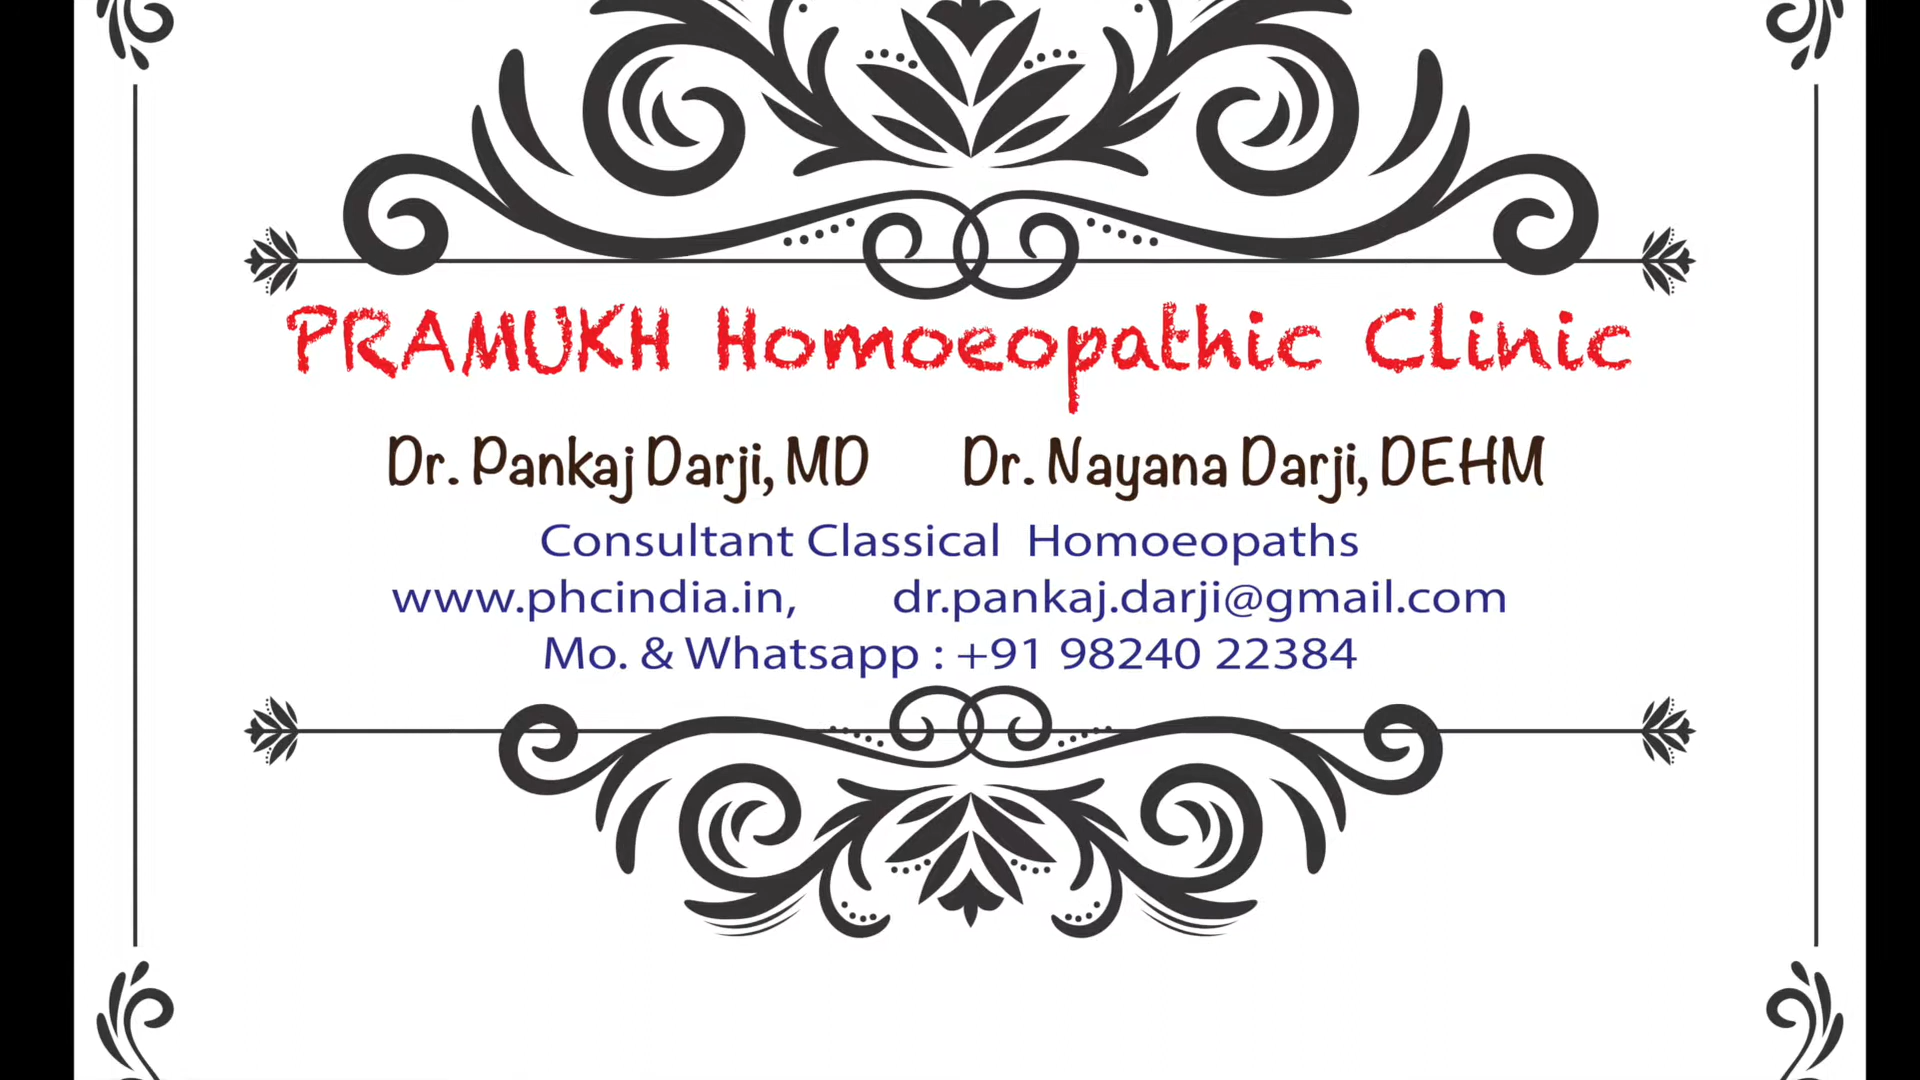 PRAMUKH Homoeopathic Clinic
Dr. Pankaj Darji, MD Dr. Nayana Darji, DEHM
Consultant Classical Homoeopaths
www.phcindia.in, dr.pankaj.darji@gmail.com
Mo. & Whatsapp : +91 98240 22384